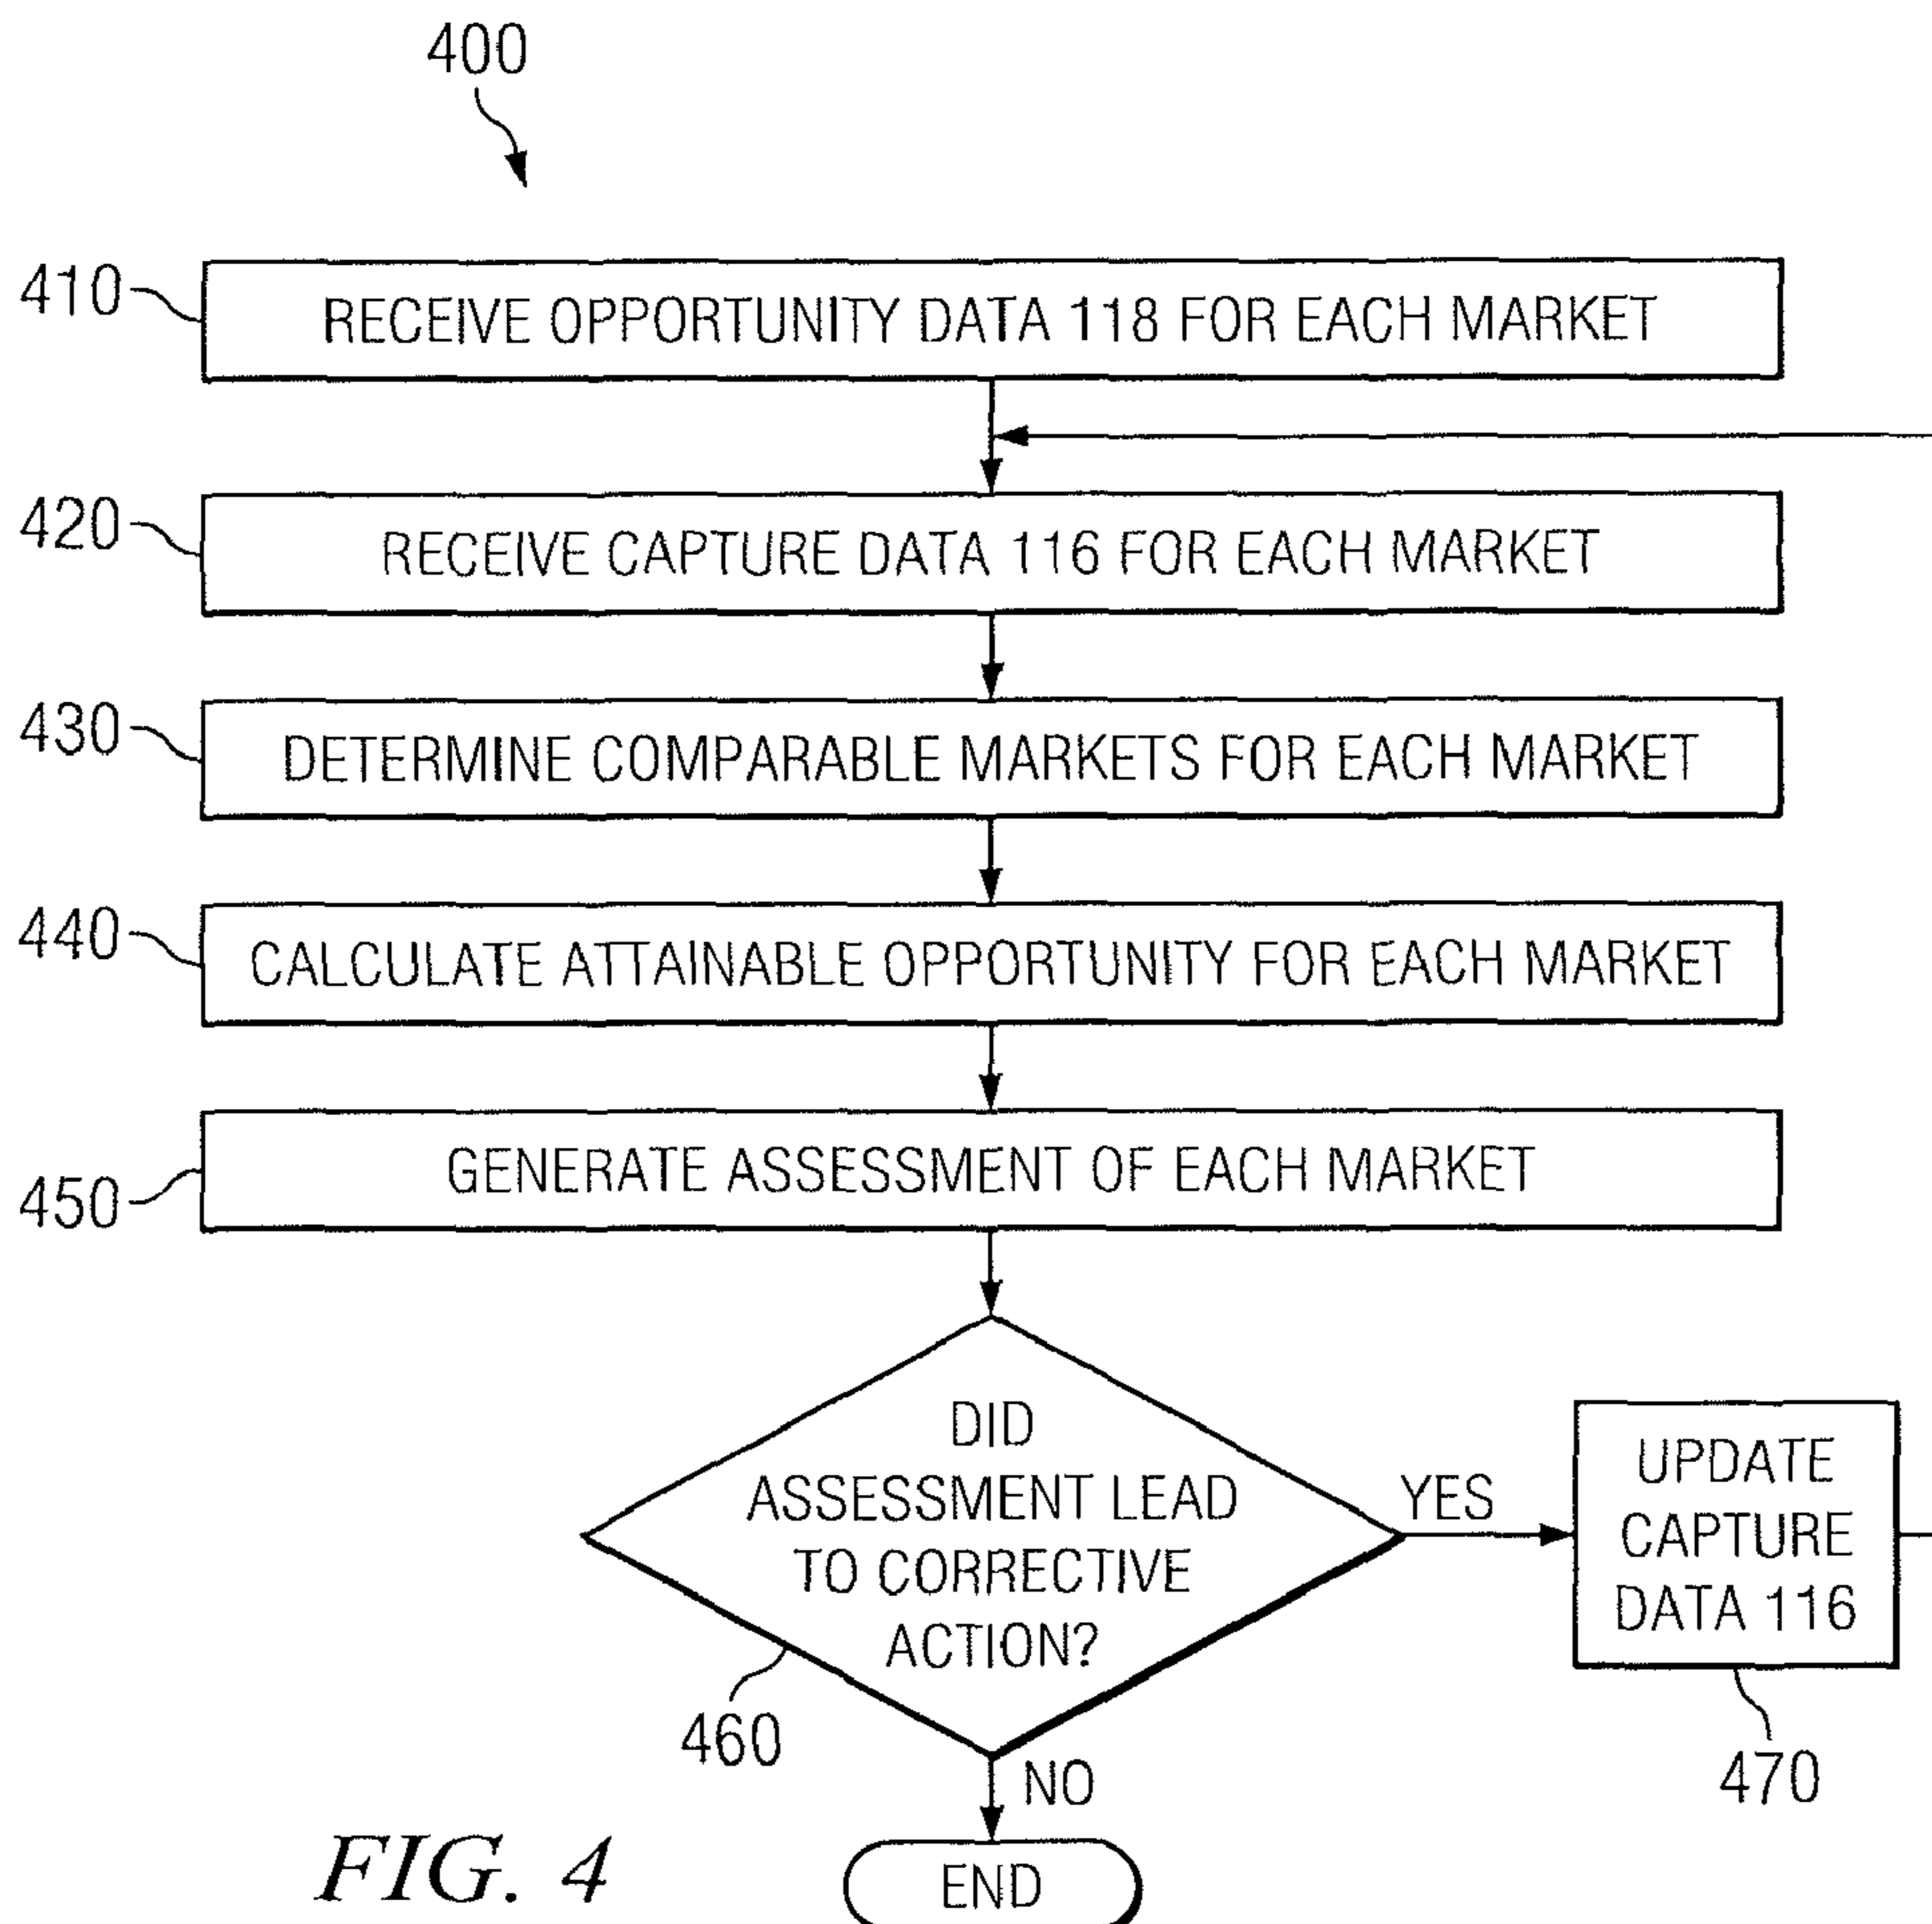 400
410
RECEIVE OPPORTUNITY DATA 118 FOR EACH MARKET
420
RECEIVE CAPTURE DATA 116 FOR EACH MARKET
430
DETERMINE COMPARABLE MARKETS FOR EACH MARKET
440
CALCULATE ATTAINABLE OPPORTUNITY FOR EACH MARKET
450
GENERATE ASSESSMENT OF EACH MARKET
DID
ASSESSMENT LEAD
TO CORRECTIVE
ACTION?
460
YES
UPDATE
CAPTURE
DATA 116
470
NO
END
FIG. 4